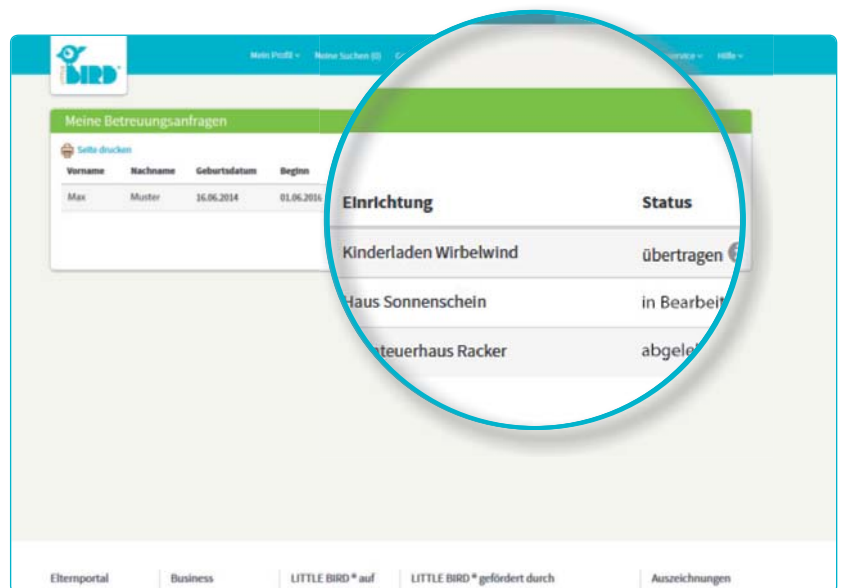 LITTLE BIRD
Mein Profil Meine Suchen (0) Hilfe
Meine Betreuungsanfragen
Seite drucken
Vorname Nachname Geburtsdatum Beginn
Max Muster 16.06.2014 01.06.2016
Einrichtung Status
Kinderladen Wirbelwind übertragen
Haus Sonnenschein in Bearbeit
teuerhaus Racker abgele
Elternportal Business LITTLE BIRD ® auf LITTLE BIRD ® gefördert durch Auszeichnungen